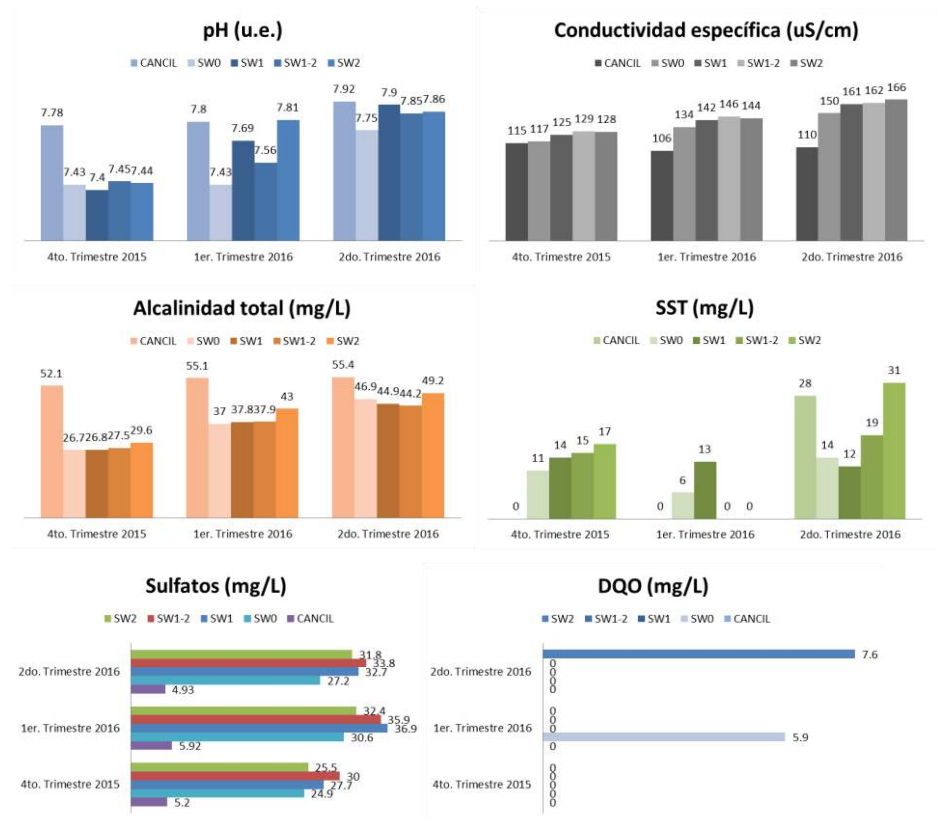 pH (u.e.)
CANCIL SW0 SW1 SW1-2 SW2
7.78 7.43 7.4 7.45 7.44
7.8 7.43 7.69 7.56 7.81
7.92 7.75 7.9 7.85 7.86
4to. Trimestre 2015 1er. Trimestre 2016 2do. Trimestre 2016
Conductividad específica (uS/cm)
CANCIL SW0 SW1 SW1-2 SW2
115 117 125 129 128
106 134 142 146 144
110 150 161 162 166
4to. Trimestre 2015 1er. Trimestre 2016 2do. Trimestre 2016
Alcalinidad total (mg/L)
CANCIL SW0 SW1 SW1-2 SW2
52.1 26.7 26.8 27.5 29.6
55.1 37 37.8 37.9 43
55.4 46.9 44.9 44.2 49.2
4to. Trimestre 2015 1er. Trimestre 2016 2do. Trimestre 2016
SST (mg/L)
CANCIL SW0 SW1 SW1-2 SW2
0 11 14 15 17
0 6 13 0 0
28 14 12 19 31
4to. Trimestre 2015 1er. Trimestre 2016 2do. Trimestre 2016
Sulfatos (mg/L)
SW2 SW1-2 SW1 SW0 CANCIL
2do. Trimestre 2016
31.8
33.8
32.7
27.2
4.93
1er. Trimestre 2016
32.4
35.9
36.9
30.6
5.92
4to. Trimestre 2015
25.5
30
27.7
24.9
5.2
DQO (mg/L)
SW2 SW1-2 SW1 SW0 CANCIL
2do. Trimestre 2016
7.6
0
0
0
0
1er. Trimestre 2016
0
0
0
5.9
0
4to. Trimestre 2015
0
0
0
0
0